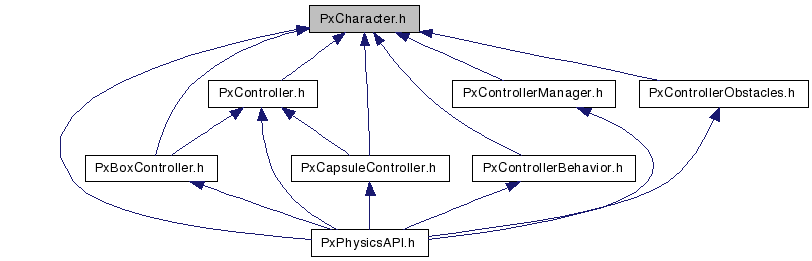 PxCharacter.h
PxController.h
PxControllerManager.h
PxControllerObstacles.h
PxBoxController.h
PxCapsuleController.h
PxControllerBehavior.h
PxPhysicsAPI.h